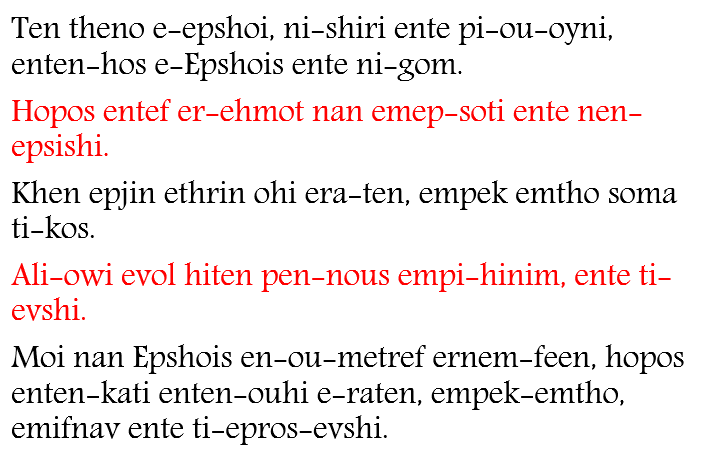 Ten theno e-epshoi, ni-shiri ente pi-ou-oyni,
enten-hos e-Epshois ente ni-gom.
Hopos entef er-ehmot nan emep-soti ente nen-
epsishi.
Khen epjin ethrin ohi era-ten, empek emtho soma
ti-kos.
Ali-owi evol hiten pen-nous empi-hinim, ente ti-
evshi.
Moi nan Epshois en-ou-metref ernem-feen, hopos
enten-kati enten-ouhi e-raten, empek-emtho,
emifnav ente ti-epros-evshi.